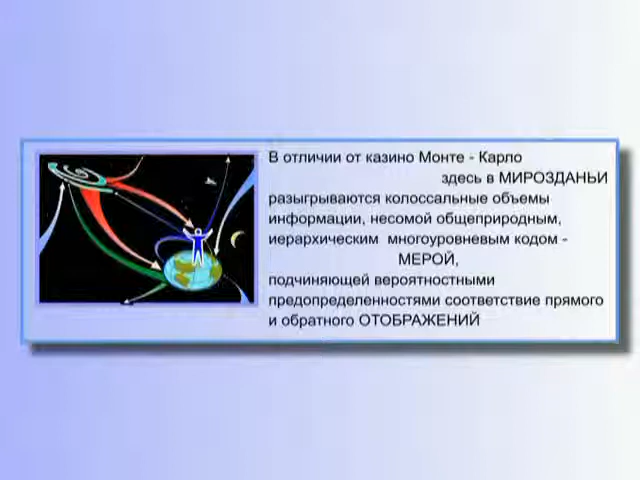 В отличии от казино Монте - Карло
здесь в МИРОЗДАНЬИ
разыгрываются колоссальные объемы
информации, несомой общеприродным,
иерархическим многоуровневым кодом -
МЕРОЙ,
подчиняющей вероятностными
предопределенностями соответствие прямого
и обратного ОТОБРАЖЕНИЙ